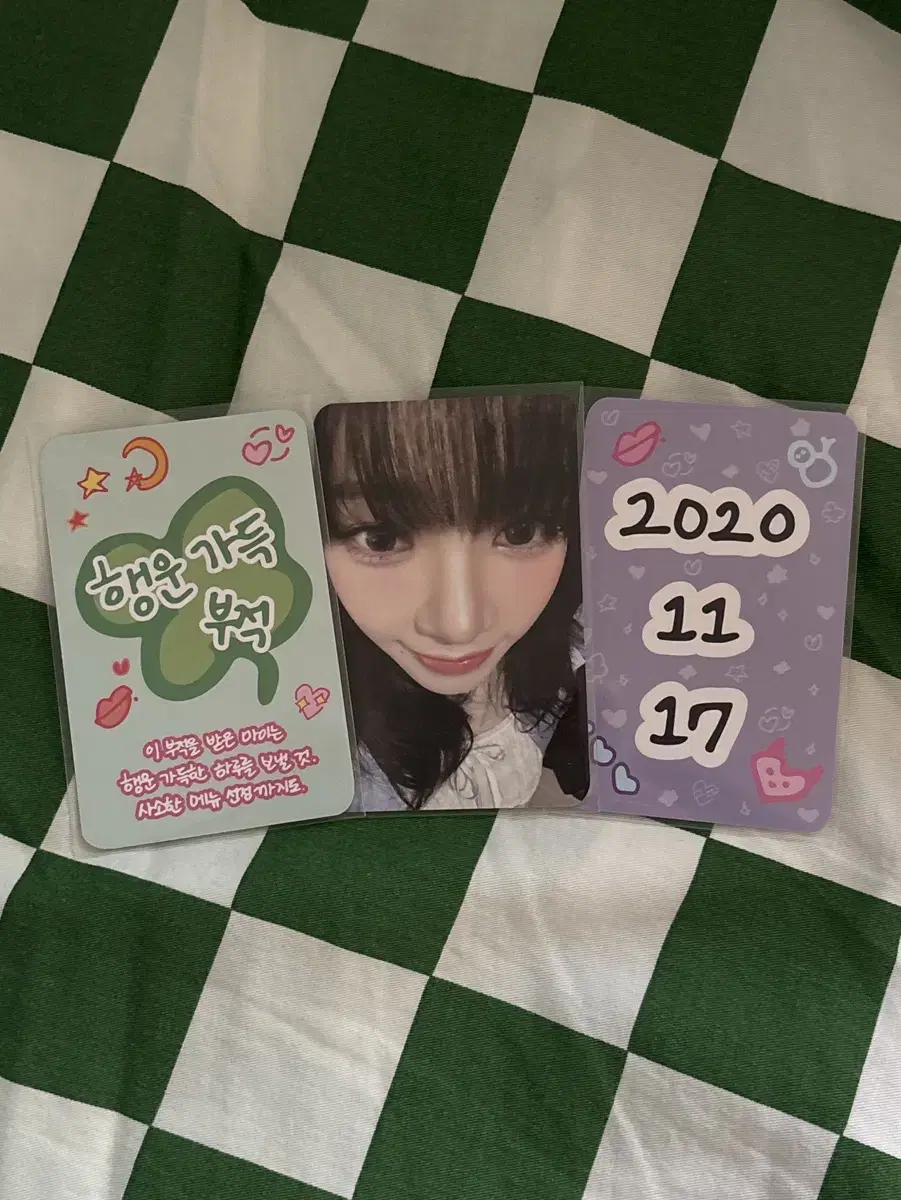 행운 가득
부적
이 부적을 받은 마이는
행운 가득한 하루를 보낼 것.
사소한 메뉴 선정까지도.
2020
11
17